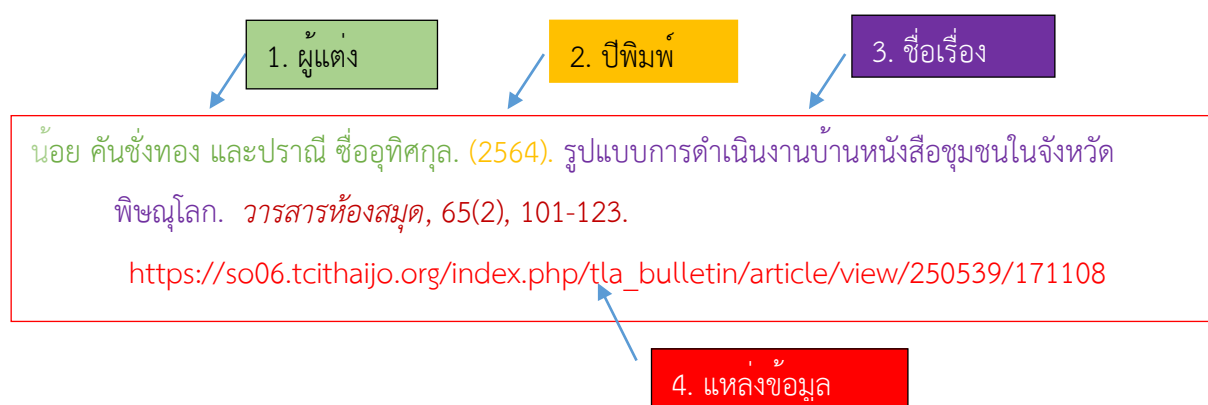 1. ผู้แต่ง
2. ปีพิมพ์
3. ชื่อเรื่อง
น้อย คันชั่งทอง และปราณี ซื่ออุทิศกุล. (2564). รูปแบบการดำเนินงานบ้านหนังสือชุมชนในจังหวัด
พิษณุโลก. วารสารห้องสมุด, 65(2), 101-123.
https://so06.tcithaijo.org/index.php/tla_bulletin/article/view/250539/171108
4. แหล่งข้อมูล